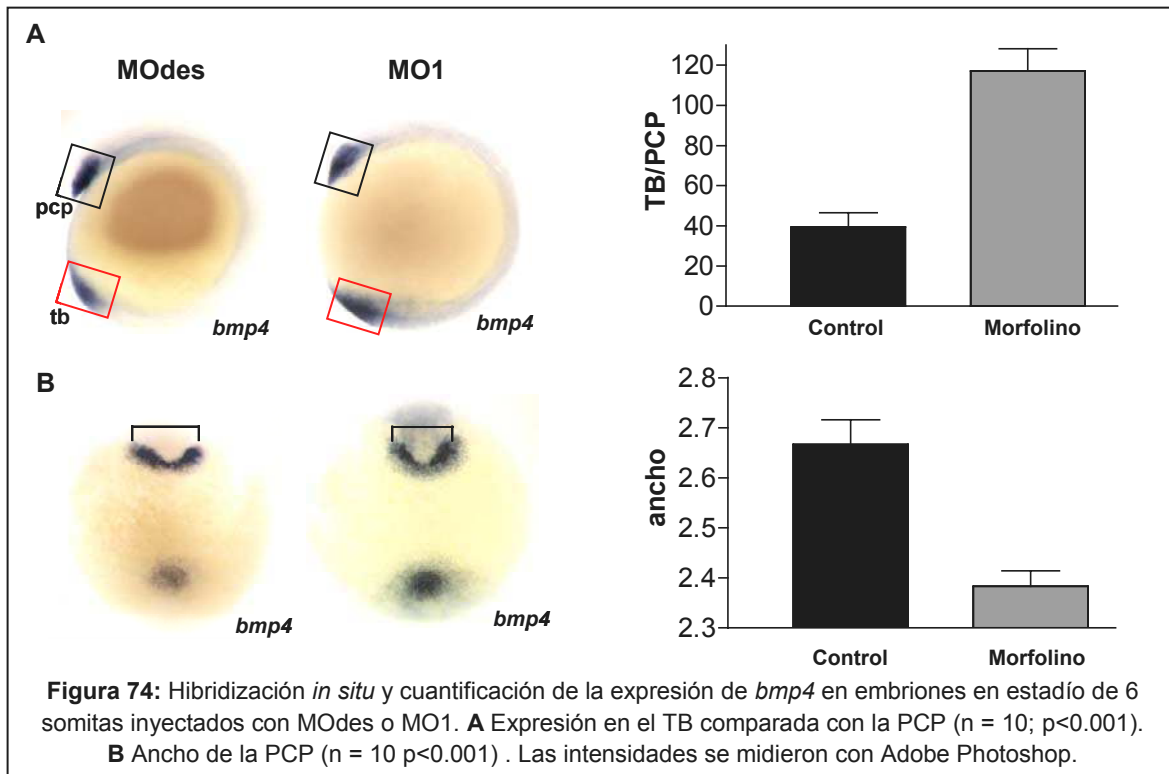 A
MOdes
MO1
pcp
tb
bmp4
bmp4
TB/PCP
120
100
80
60
40
20
0
Control
Morfolino
B
bmp4
bmp4
ancho
2.8
2.7
2.6
2.5
2.4
2.3
Control
Morfolino
Figura 74: Hibridización in situ y cuantificación de la expresión de bmp4 en embriones en estadío de 6
somitas inyectados con MOdes o MO1. A Expresión en el TB comparada con la PCP (n = 10; p<0.001).
B Ancho de la PCP (n = 10 p<0.001) . Las intensidades se midieron con Adobe Photoshop.